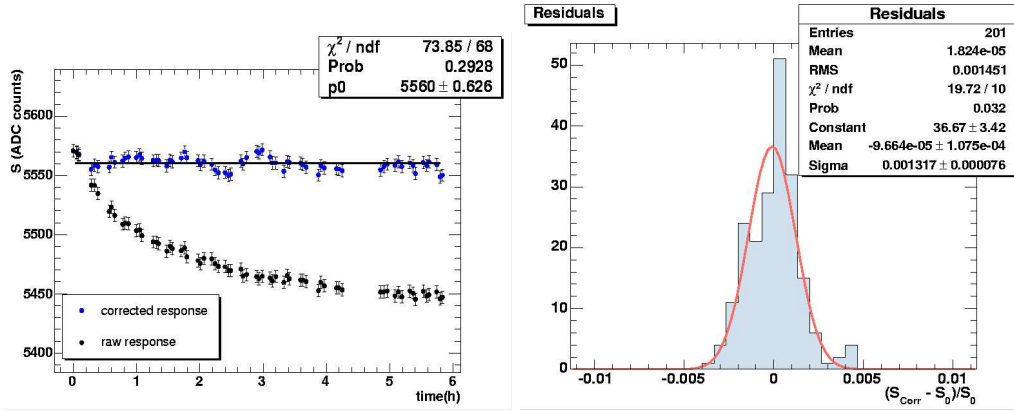 χ² / ndf 73.85 / 68
Prob 0.2928
p0 5560 ± 0.626
S (ADC counts)
5600
5550
5500
5450
5400
corrected response
raw response
0 1 2 3 4 5 6
time(h)
Residuals
Residuals
Entries 201
Mean 1.824e-05
RMS 0.001451
χ² / ndf 19.72 / 10
Prob 0.032
Constant 36.67 ± 3.42
Mean -9.664e-05 ± 1.075e-04
Sigma 0.001317 ± 0.000076
50
40
30
20
10
0
-0.01 -0.005 0 0.005 0.01
(S_Corr - S_0)/S_0